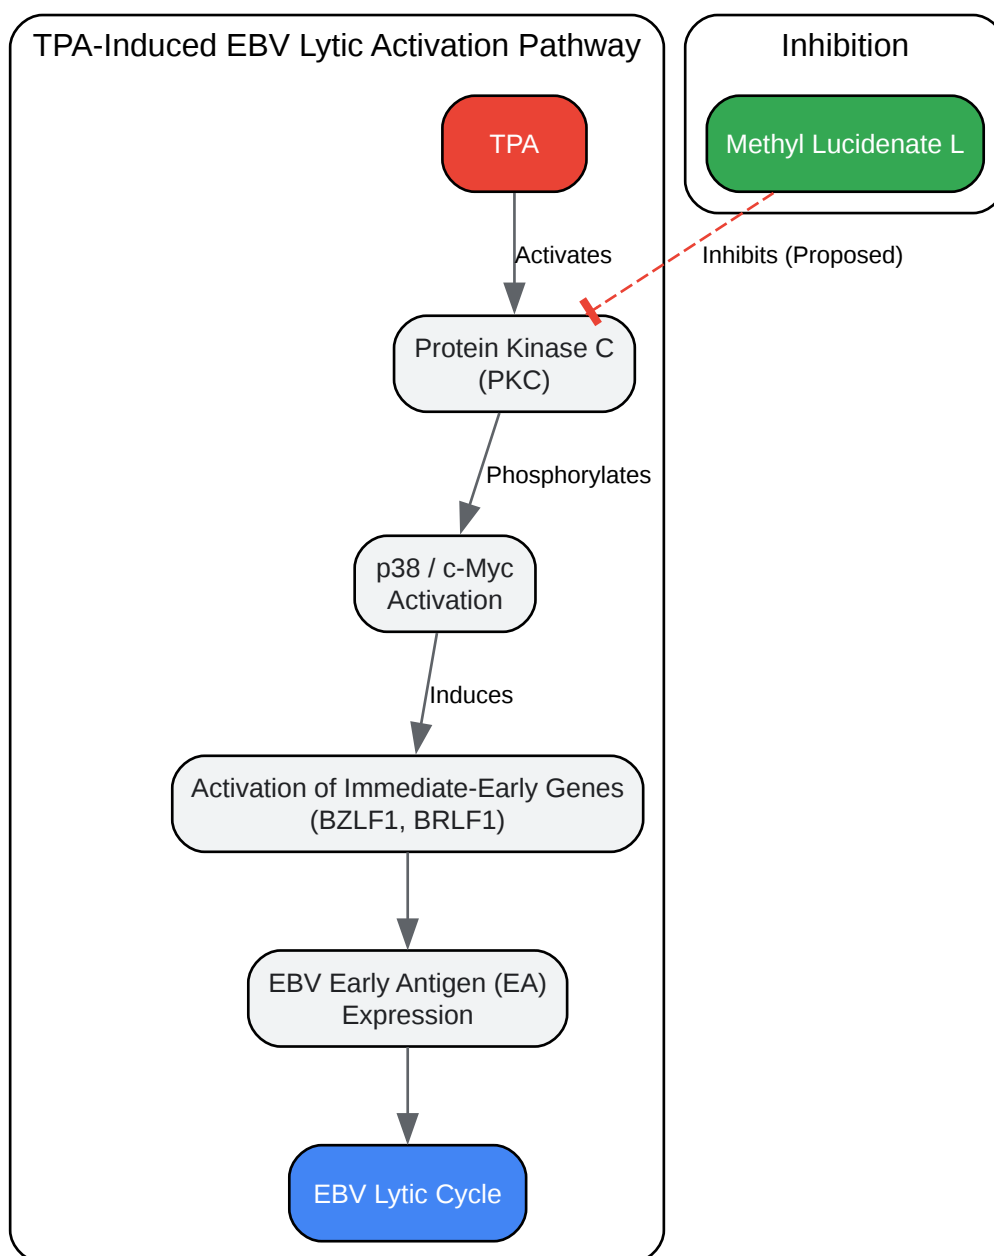 TPA-Induced EBV Lytic Activation Pathway
Inhibition
TPA
Methyl Lucidenate L
Activates
Inhibits (Proposed)
Protein Kinase C
(PKC)
Phosphorylates
p38 / c-Myc
Activation
Induces
Activation of Immediate-Early Genes
(BZLF1, BRLF1)
EBV Early Antigen (EA)
Expression
EBV Lytic Cycle